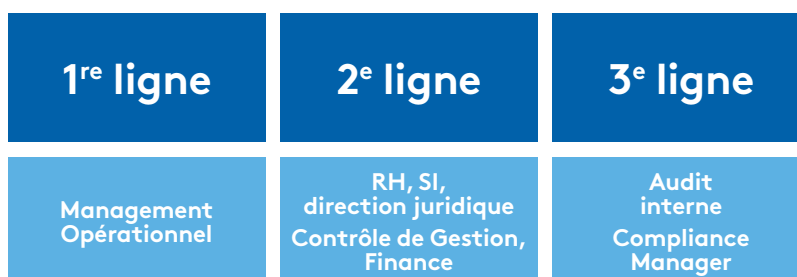 1re ligne
2e ligne
3e ligne
Management
Opérationnel
RH, SI,
direction juridique
Contrôle de Gestion,
Finance
Audit
interne
Compliance
Manager